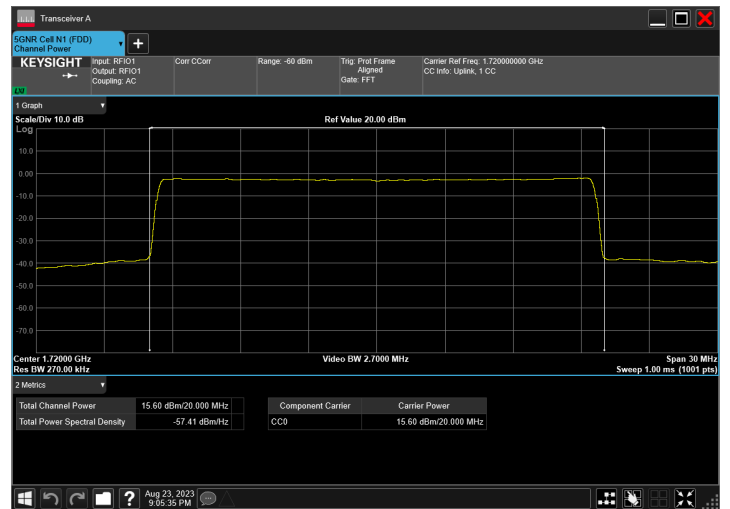 Transceiver A
5GNR Cell N1 (FDD)
Channel Power
KEYSIGHT
Input: RFIO1
Output: RFIO1
Coupling: AC
Corr CCorr
Range: -60 dBm
Trig: Prot Frame
Aligned
Gate: FFT
Carrier Ref Freq: 1.720000000 GHz
CC Info: Uplink, 1 CC
1 Graph
Scale/Div 10.0 dB
Ref Value 20.00 dBm
Log
10.0
0.00
-10.0
-20.0
-30.0
-40.0
-50.0
-60.0
-70.0
Center 1.72000 GHz
Video BW 2.7000 MHz
Span 30 MHz
Res BW 270.00 kHz
Sweep 1.00 ms (1001 pts)
2 Metrics
Total Channel Power 15.60 dBm/20.000 MHz
Total Power Spectral Density -57.41 dBm/Hz
Component Carrier Carrier Power
CC0 15.60 dBm/20.000 MHz
Aug 23, 2023
9:05:35 PM